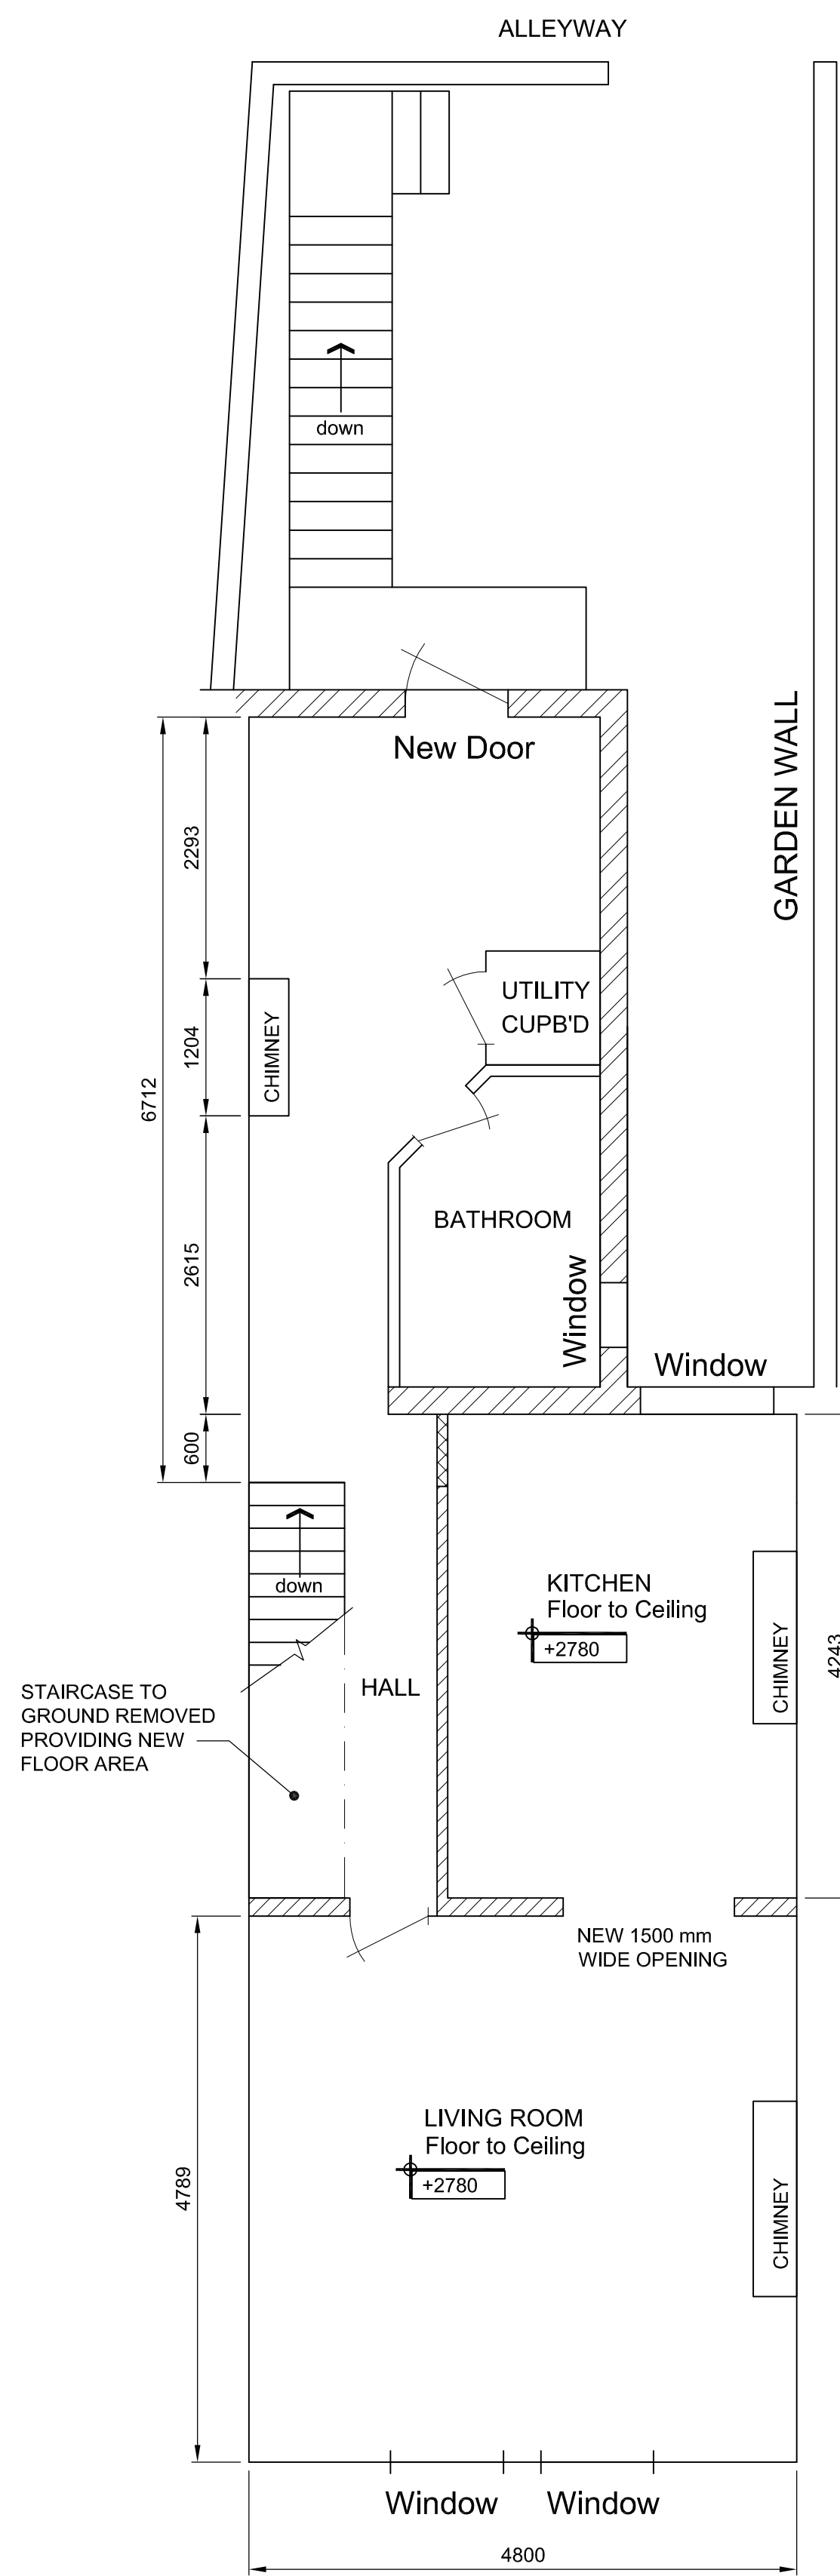 ALLEYWAY
down
GARDEN WALL
New Door
2293
UTILITY
CUPB'D
CHIMNEY
1204
6712
BATHROOM
2615
Window
Window
600
down
KITCHEN
Floor to Ceiling
+2780
CHIMNEY
4243
HALL
STAIRCASE TO
GROUND REMOVED
PROVIDING NEW
FLOOR AREA
NEW 1500 mm
WIDE OPENING
LIVING ROOM
Floor to Ceiling
+2780
4789
CHIMNEY
Window
Window
4800